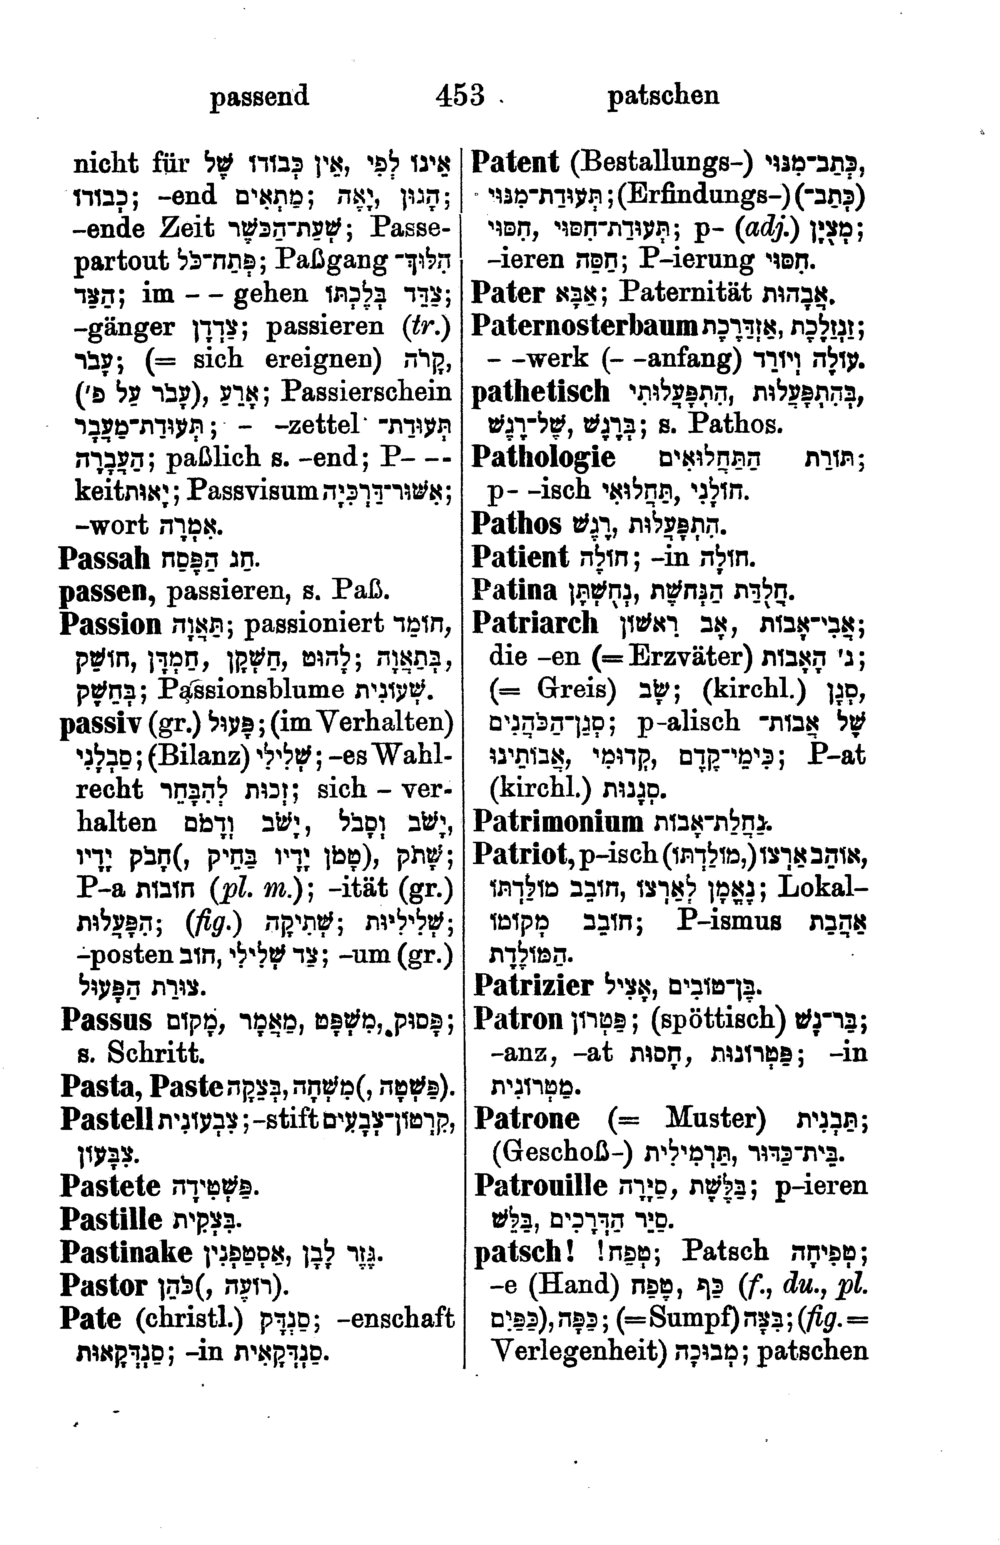 passend 453 patschen
nicht für אֵינוֹ לְפִי, אֵין כְּבוֹדוֹ שֶׁל
כְּבוֹדוֹ; -end הָגוּן, יָאֶה; מַתְאִים;
-ende Zeit שְׁעַת־הַכּשֶׁר; Passe-
partout פְּתַח־כֹּל; Paßgang הִלּוּךְ־
הַצַּד; im - - gehen צַדֵּד בְּלֶכְתּוֹ;
-gänger צַדְדָן; passieren (tr.)
עָבֹר; (= sich ereignen) קָרֹה,
אָרֵעַ, (עָבֹר עַל פ׳); Passierschein
תְּעוּדַת־מַעֲבָר; - -zettel תְּעוּדַת־
הַעֲבָרָה; paßlich s. -end; P- --
keit יָאוּת; Passvisum אִשּׁוּר־דַּרְכִּיָּה;
-wort אִמְרָה.
Passah חַג הַפֶּסַח.
passen, passieren, s. Paß.
Passion תַּאֲוָה; passioniert חוֹמֵד,
חוֹשֵׁק, חַמְדָן, חַשְׁקָן, לָהוּט; בְּתַאֲוָה,
בְּחֵשֶׁק; Passionsblume שְׁעוֹנִית.
passiv (gr.) פָּעוּל; (im Verhalten)
סַבְלָנִי; (Bilanz) שְׁלִילִי; -es Wahl-
recht זְכוּת לְהִבָּחֵר; sich - ver-
halten יָשֹׁב וְדָמֹם, יָשֹׁב וְסָבֹל,
שָׁתֹק; (טָמֹן יָדָיו בַּחֵיק, חָבֹק יָדָיו)
P-a חוֹבוֹת (pl. m.); -ität (gr.)
הִפָּעֲלוּת; (fig.) שְׁתִיקָה; שְׁלִילִיּוּת;
-posten צַד שְׁלִילִי, חוֹב; -um (gr.)
צוּרַת הַפָּעוּל.
Passus פָּסוּק, מִשְׁפָּט, מַאֲמָר, מָקוֹם;
s. Schritt.
Pasta, Paste בְּצֵקָה, מִשְׁחָה, (פַּשְׁטָה).
Pastell צִבְעוֹנִית; -stift קִרְטוֹן־צְבָעִים,
צִבָּעוֹן.
Pastete פַּשְׁטִידָה.
Pastille בִּצְקִית.
Pastinake גֶּזֶר לָבָן, אִסְטַפְנִין.
Pastor כֹּהֵן, (רוֹעֶה).
Pate (christl.) סַנְדָּק; -enschaft
סַנְדְּקָאוּת; -in סַנְדְּקָאִית.
Patent (Bestallungs-) כְּתַב־מִנּוּי,
תְּעוּדַת־מִנּוּי; (Erfindungs-) (כְּתַב־)
חִסּוּי, תְּעוּדַת־חִסּוּי; p- (adj.) מְצֻיָּן;
-ieren חַסֵּה; P-ierung חִסּוּי.
Pater אַבָּא; Paternität אֲבָהוּת.
Paternosterbaum אֲזַדְרֶכֶת, זַנְזַלֶּכֶת;
- -werk (- -anfang) עוֹלֶה וְיוֹרֵד.
pathetisch בְּהִתְפָּעֲלוּת, הִתְפָּעֲלוּתִי
שֶׁל־רֶגֶשׁ, בְּרֶגֶשׁ; s. Pathos.
Pathologie תּוֹרַת הַתַּחֲלוּאִים;
p- -isch חוֹלָנִי, תַּחֲלוּאִי.
Pathos הִתְפָּעֲלוּת, רֶגֶשׁ.
Patient חוֹלֶה; -in חוֹלָה.
Patina חֲלֻדַּת הַנְּחֹשֶׁת, נְחֻשְׁתָּן.
Patriarch אֲבִי־אָבוֹת, אָב רִאשׁוֹן;
die -en (= Erzväter) ג׳ הָאָבוֹת;
(= Greis) שָׂב; (kirchl.) סָגָן,
סְגַן־הַכֹּהֲנִים; p-alisch שֶׁל אֲבוֹת־
אֲבוֹתֵינוּ, קְדוּמִי, כִּימֵי־קֶדֶם; P-at
(kirchl.) סְגָנוּת.
Patrimonium נַחֲלַת־אָבוֹת.
Patriot, p-isch אוֹהֵב אַרְצוֹ (מוֹלַדְתּוֹ),
נֶאֱמָן לְאַרְצוֹ, חוֹבֵב מוֹלַדְתּוֹ; Lokal-
חוֹבֵב מְקוֹמוֹ; P-ismus אַהֲבַת
הַמּוֹלֶדֶת.
Patrizier בֶּן־טוֹבִים, אָצִיל.
Patron פַּטְרוֹן; (spöttisch) בַּר־נָשׁ;
-anz, -at חָסוּת, פַּטְרוֹנוּת; -in
מַטְרוֹנִית.
Patrone (= Muster) תַּבְנִית;
(Geschoß-) בֵּית־כַּדּוּר, תַּרְמִילִית.
Patrouille סַיָּרָה, בַּלֶּשֶׁת; p-ieren
סַיֵּר הַדְּרָכִים, בַּלֵּשׁ.
patsch! טְפַח!; Patsch טְפִיחָה;
-e (Hand) טֶפַח, כַּף (f., du., pl.
כַּפַּיִם), כַּפָּה; (= Sumpf) בִּצָּה; (fig. =
Verlegenheit) מְבוּכָה; patschen